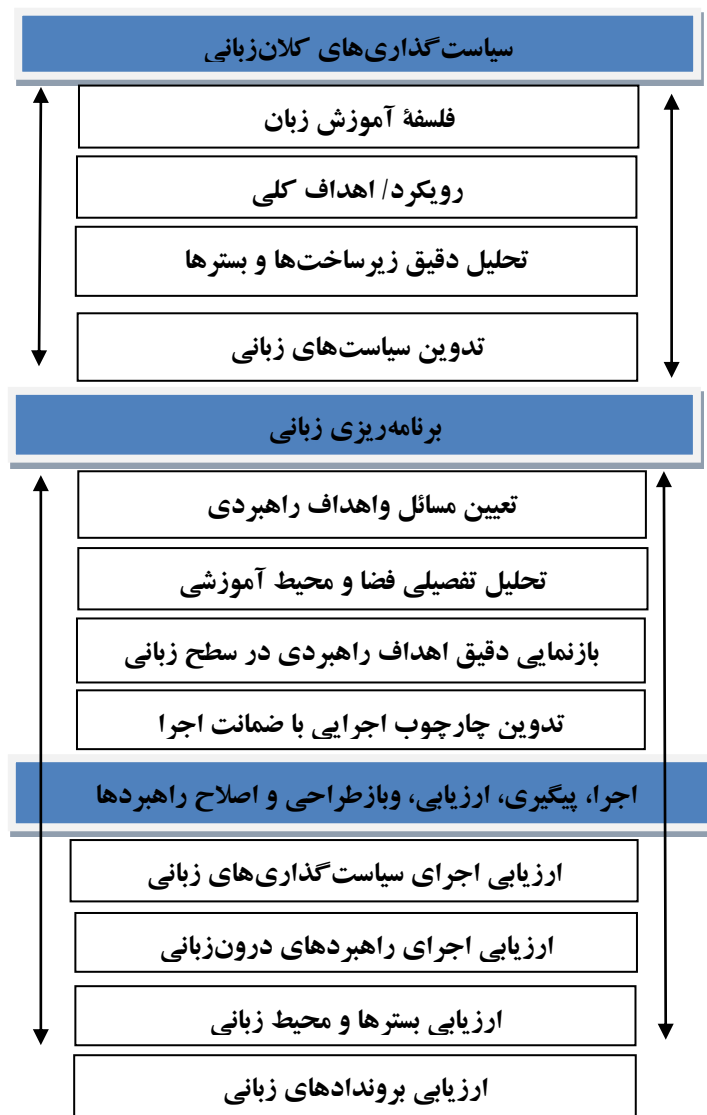 سیاست‌گذاری‌های کلان‌زبانی
فلسفۀ آموزش زبان
رویکرد/ اهداف کلی
تحلیل دقیق زیرساخت‌ها و بسترها
تدوین سیاست‌های زبانی
برنامه‌ریزی زبانی
تعیین مسائل واهداف راهبردی
تحلیل تفصیلی فضا و محیط آموزشی
بازنمایی دقیق اهداف راهبردی در سطح زبانی
تدوین چارچوب اجرایی با ضمانت اجرا
اجرا، پیگیری، ارزیابی، وبازطراحی و اصلاح راهبردها
ارزیابی اجرای سیاست‌گذاری‌های زبانی
ارزیابی اجرای راهبردهای درون‌زبانی
ارزیابی بسترها و محیط زبانی
ارزیابی بروندادهای زبانی